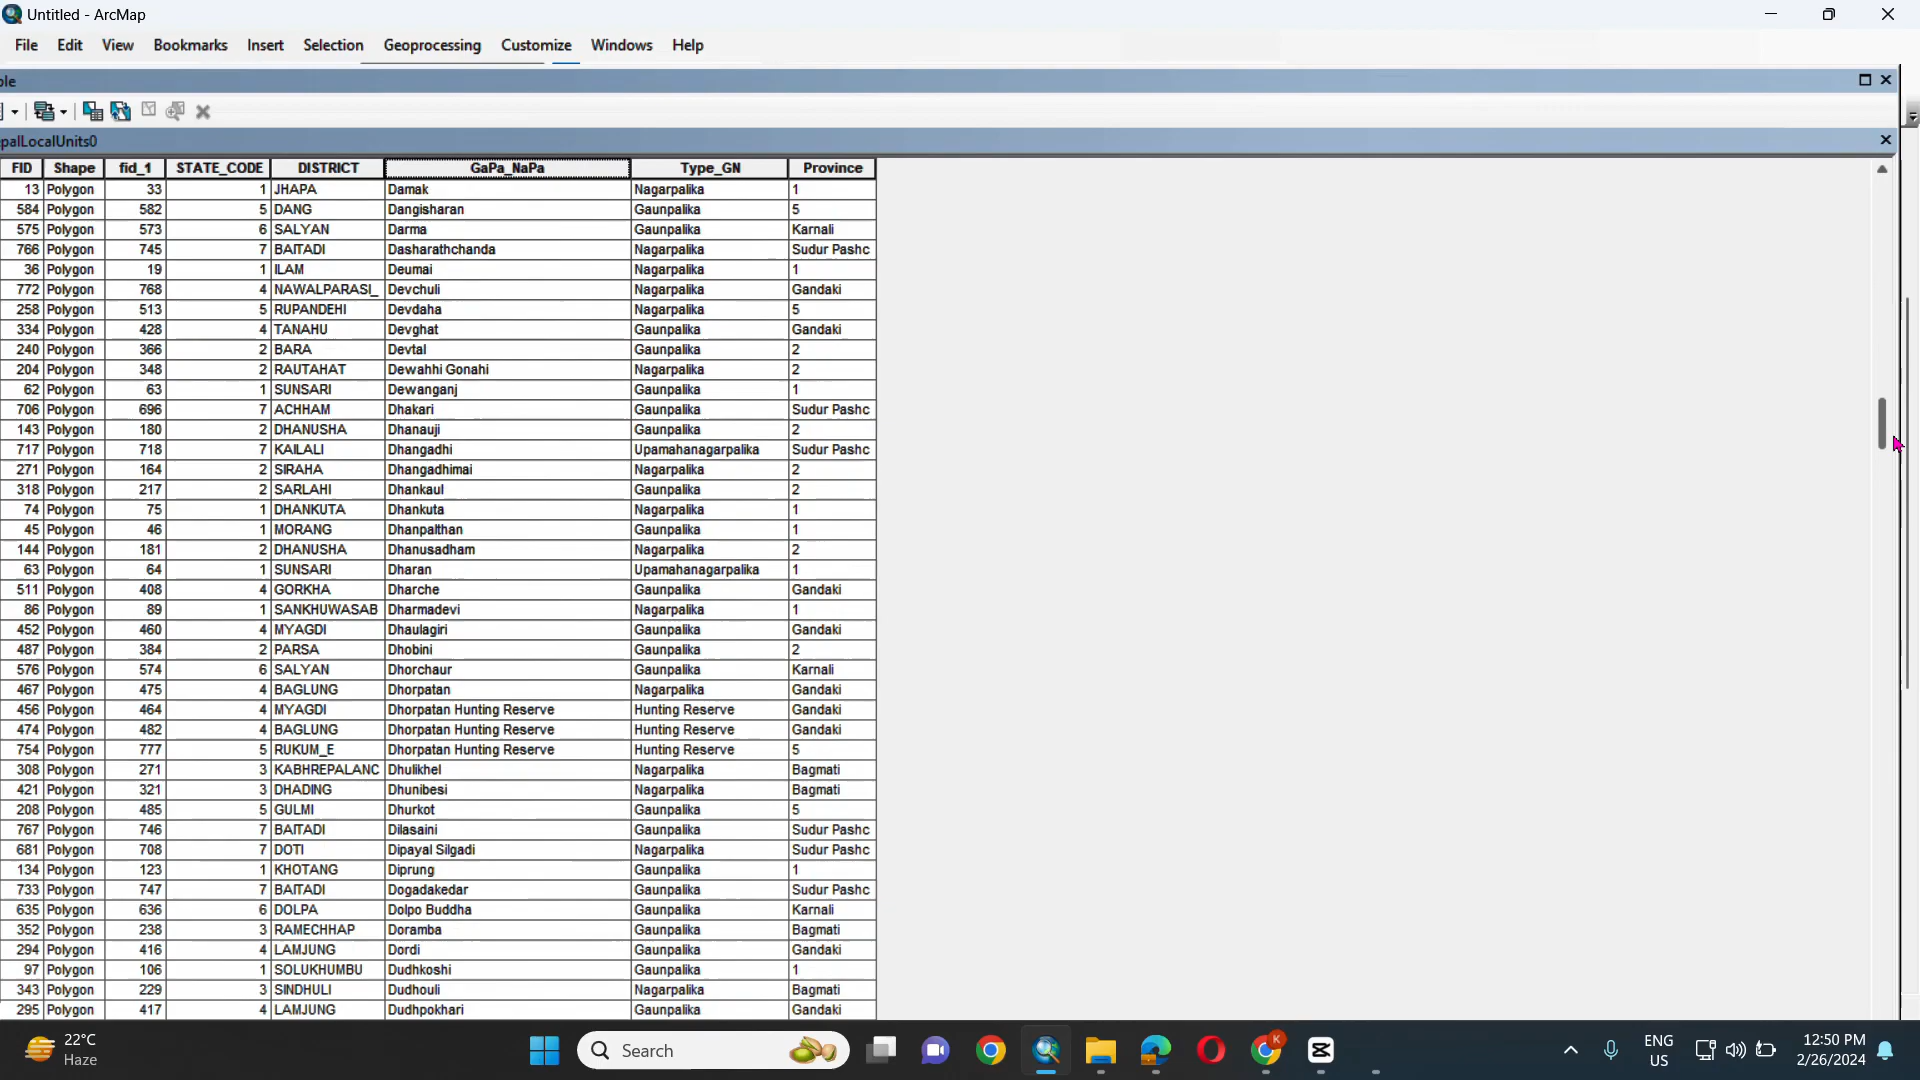 Untitled - ArcMap
File Edit View Bookmarks Insert Selection Geoprocessing Customize Windows Help
ble
epalLocalUnits0
FID Shape fid_1 STATE_CODE DISTRICT GaPa_NaPa Type_GN Province
13 Polygon 33 1 JHAPA Damak Nagarpalika 1
584 Polygon 582 5 DANG Dangisharan Gaunpalika 5
575 Polygon 573 6 SALYAN Darma Gaunpalika Karnali
766 Polygon 745 7 BAITADI Dasharathchanda Nagarpalika Sudur Pashc
36 Polygon 19 1 ILAM Deumai Nagarpalika 1
772 Polygon 768 4 NAWALPARASI_ Devchuli Nagarpalika Gandaki
258 Polygon 513 5 RUPANDEHI Devdaha Nagarpalika 5
334 Polygon 428 4 TANAHU Devghat Gaunpalika Gandaki
240 Polygon 366 2 BARA Devtal Gaunpalika 2
204 Polygon 348 2 RAUTAHAT Dewahhi Gonahi Nagarpalika 2
62 Polygon 63 1 SUNSARI Dewanganj Gaunpalika 1
706 Polygon 696 7 ACHHAM Dhakari Gaunpalika Sudur Pashc
143 Polygon 180 2 DHANUSHA Dhanauji Gaunpalika 2
717 Polygon 718 7 KAILALI Dhangadhi Upamahanagarpalika Sudur Pashc
271 Polygon 164 2 SIRAHA Dhangadhimai Nagarpalika 2
318 Polygon 217 2 SARLAHI Dhankaul Gaunpalika 2
74 Polygon 75 1 DHANKUTA Dhankuta Nagarpalika 1
45 Polygon 46 1 MORANG Dhanpalthan Gaunpalika 1
144 Polygon 181 2 DHANUSHA Dhanusadham Nagarpalika 2
63 Polygon 64 1 SUNSARI Dharan Upamahanagarpalika 1
511 Polygon 408 4 GORKHA Dharche Gaunpalika Gandaki
86 Polygon 89 1 SANKHUWASAB Dharmadevi Nagarpalika 1
452 Polygon 460 4 MYAGDI Dhaulagiri Gaunpalika Gandaki
487 Polygon 384 2 PARSA Dhobini Gaunpalika 2
576 Polygon 574 6 SALYAN Dhorchaur Gaunpalika Karnali
467 Polygon 475 4 BAGLUNG Dhorpatan Nagarpalika Gandaki
456 Polygon 464 4 MYAGDI Dhorpatan Hunting Reserve Hunting Reserve Gandaki
474 Polygon 482 4 BAGLUNG Dhorpatan Hunting Reserve Hunting Reserve Gandaki
754 Polygon 777 5 RUKUM_E Dhorpatan Hunting Reserve Hunting Reserve 5
308 Polygon 271 3 KABHREPALANC Dhulikhel Nagarpalika Bagmati
421 Polygon 321 3 DHADING Dhunibesi Nagarpalika Bagmati
208 Polygon 485 5 GULMI Dhurkot Gaunpalika 5
767 Polygon 746 7 BAITADI Dilasaini Gaunpalika Sudur Pashc
681 Polygon 708 7 DOTI Dipayal Silgadi Nagarpalika Sudur Pashc
134 Polygon 123 1 KHOTANG Diprung Gaunpalika 1
733 Polygon 747 7 BAITADI Dogadakedar Gaunpalika Sudur Pashc
635 Polygon 636 6 DOLPA Dolpo Buddha Gaunpalika Karnali
352 Polygon 238 3 RAMECHHAP Doramba Gaunpalika Bagmati
294 Polygon 416 4 LAMJUNG Dordi Gaunpalika Gandaki
97 Polygon 106 1 SOLUKHUMBU Dudhkoshi Gaunpalika 1
343 Polygon 229 3 SINDHULI Dudhouli Nagarpalika Bagmati
295 Polygon 417 4 LAMJUNG Dudhpokhari Gaunpalika Gandaki
22°C
Haze
Search
K
ENG
US
12:50 PM
2/26/2024